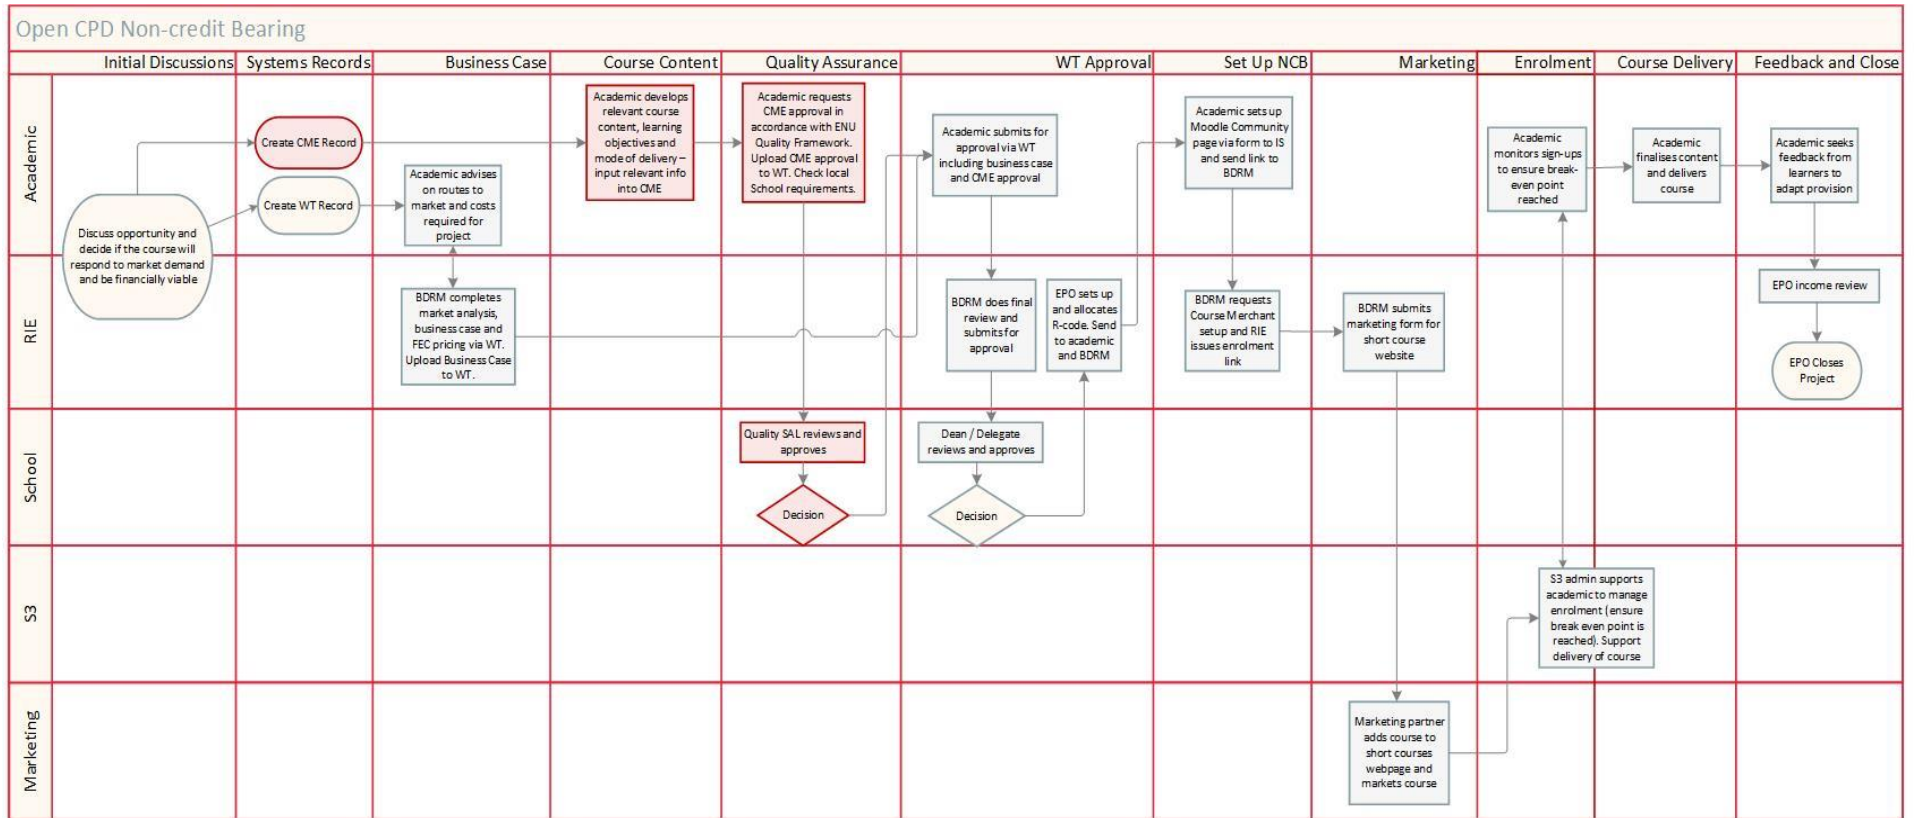 Open CPD Non-credit Bearing
Initial Discussions
Systems Records
Business Case
Course Content
Quality Assurance
WT Approval
Set Up NCB
Marketing
Enrolment
Course Delivery
Feedback and Close
Academic
Discuss opportunity and
decide if the course will
respond to market demand
and be financially viable
Create CME Record
Create WT Record
Academic advises
on routes to
market and costs
required for
project
Academic develops
relevant course
content, learning
objectives and
mode of delivery –
input relevant info
into CME
Academic requests
CME approval in
accordance with ENU
Quality Framework.
Upload CME approval
to WT. Check local
School requirements.
Academic submits for
approval via WT
including business case
and CME approval
Academic sets up
Moodle Community
page via form to IS
and send link to
BDRM
Academic
monitors sign-ups
to ensure break-
even point
reached
Academic
finalises content
and delivers
course
Academic seeks
feedback from
learners to
adapt provision
RIE
BDRM completes
market analysis,
business case and
FEC pricing via WT.
Upload Business Case
to WT.
BDRM does final
review and
submits for
approval
EPO sets up
and allocates
R-code. Send
to academic
and BDRM
BDRM requests
Course Merchant
setup and RIE
issues enrolment
link
BDRM submits
marketing form for
short course
website
EPO income review
EPO Closes
Project
School
Quality SAL reviews and
approves
Decision
Dean / Delegate
reviews and approves
Decision
S3
S3 admin supports
academic to manage
enrolment (ensure
break even point is
reached). Support
delivery of course
Marketing
Marketing partner
adds course to
short courses
webpage and
markets course